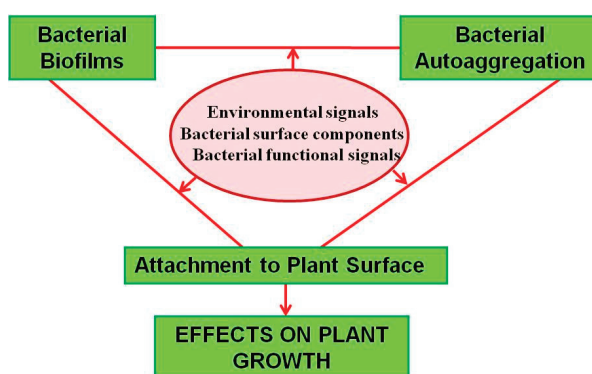 Bacterial
Biofilms
Bacterial
Autoaggregation
Environmental signals
Bacterial surface components
Bacterial functional signals
Attachment to Plant Surface
EFFECTS ON PLANT
GROWTH